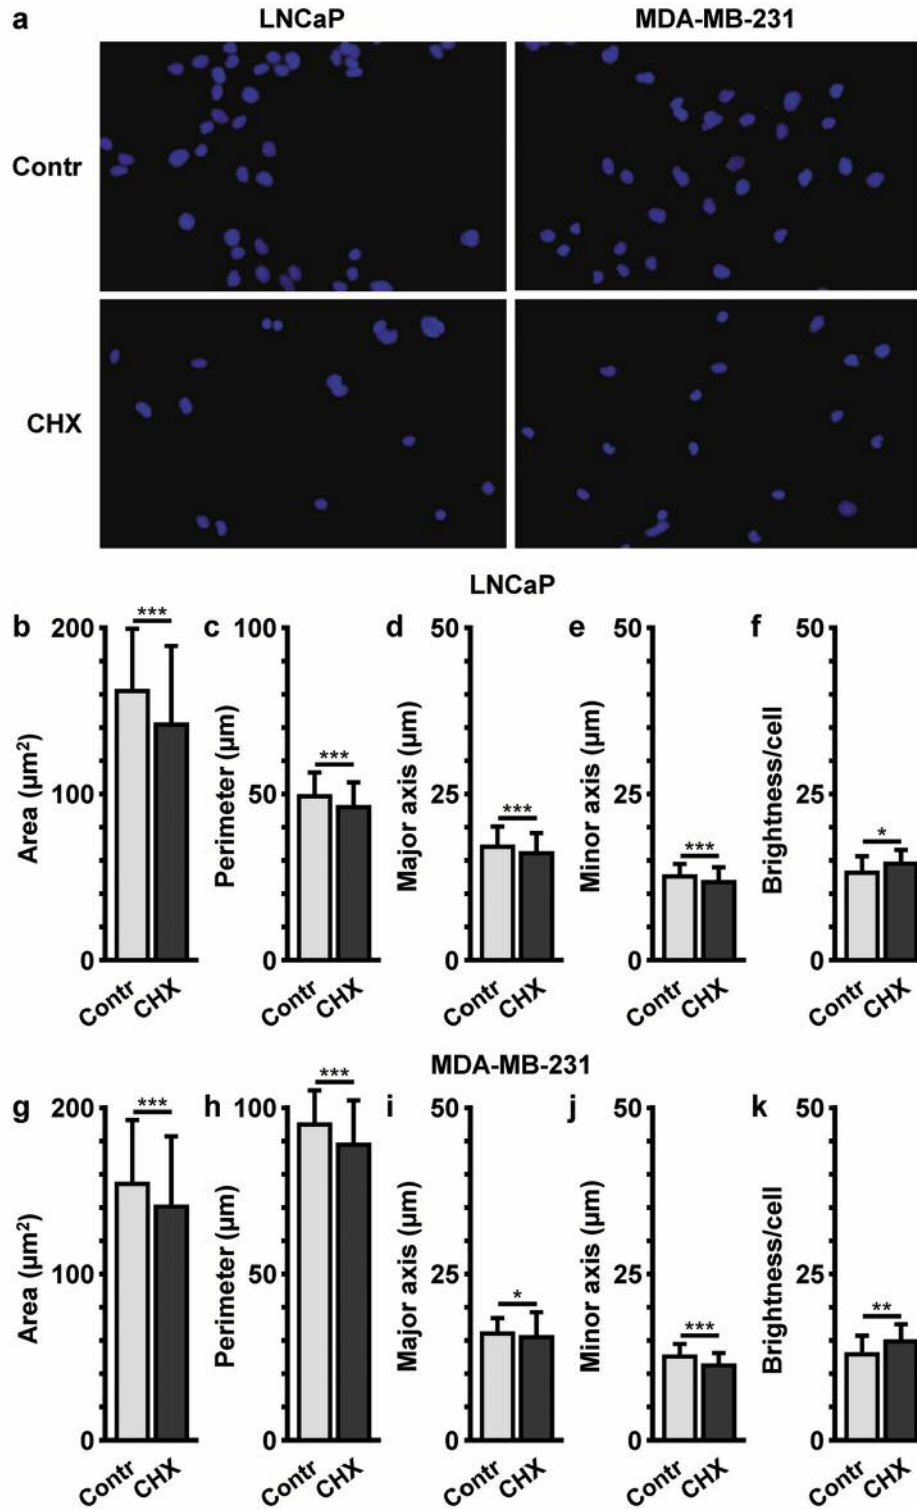 a
LNCaP
MDA-MB-231
Contr
CHX
LNCaP
b
Area (µm²)
200
100
0
***
Contr
CHX
c
Perimeter (µm)
100
50
0
***
Contr
CHX
d
Major axis (µm)
50
25
0
***
Contr
CHX
e
Minor axis (µm)
50
25
0
***
Contr
CHX
f
Brightness/cell
50
25
0
*
Contr
CHX
MDA-MB-231
g
Area (µm²)
200
100
0
***
Contr
CHX
h
Perimeter (µm)
100
50
0
***
Contr
CHX
i
Major axis (µm)
50
25
0
*
Contr
CHX
j
Minor axis (µm)
50
25
0
***
Contr
CHX
k
Brightness/cell
50
25
0
**
Contr
CHX